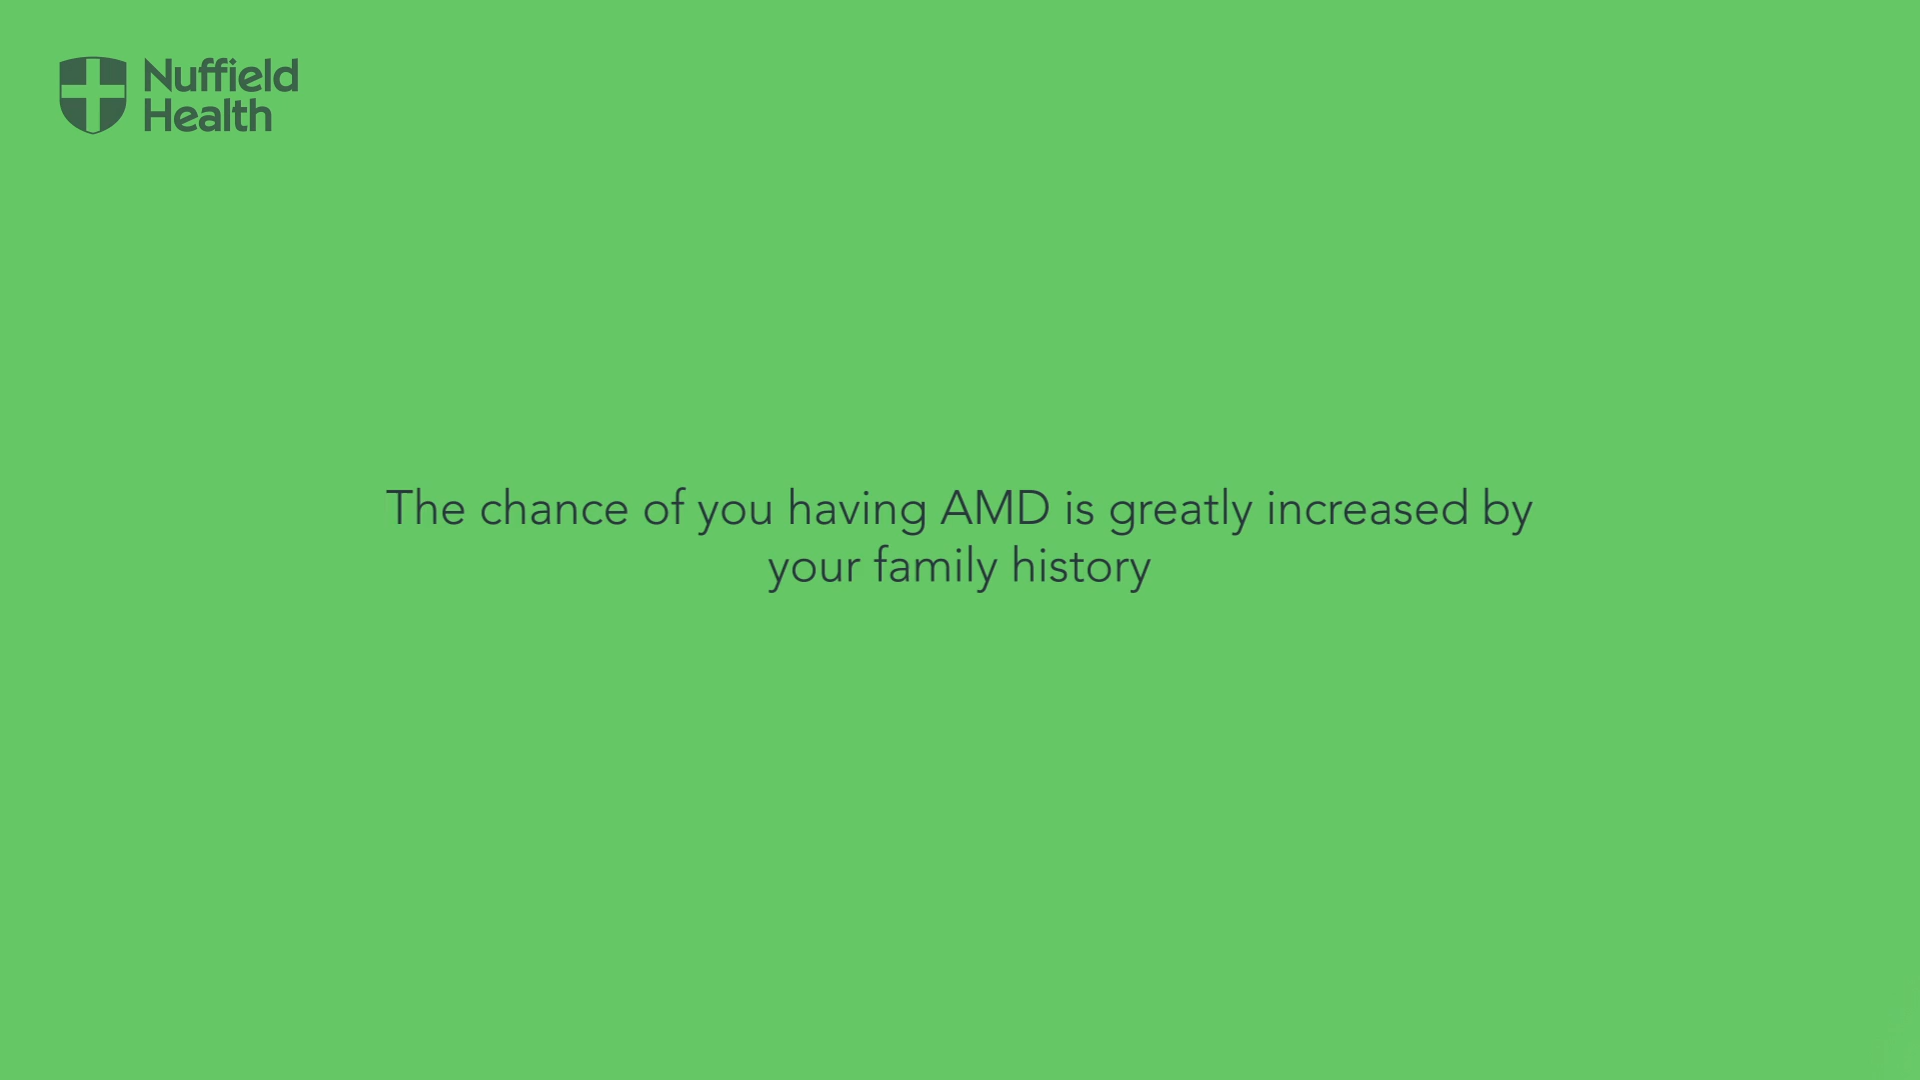 Nuffield
Health
The chance of you having AMD is greatly increased by
your family history